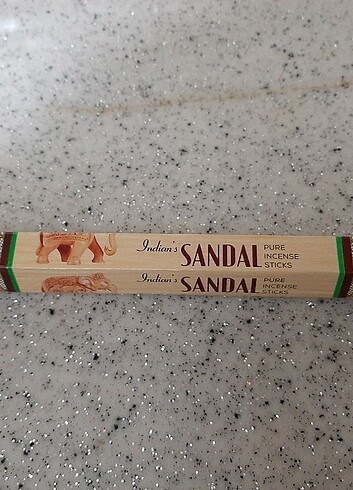 Indian's SANDAL PURE
INCENSE
STICKS
Indian's SANDAL PURE
INCENSE
STICKS